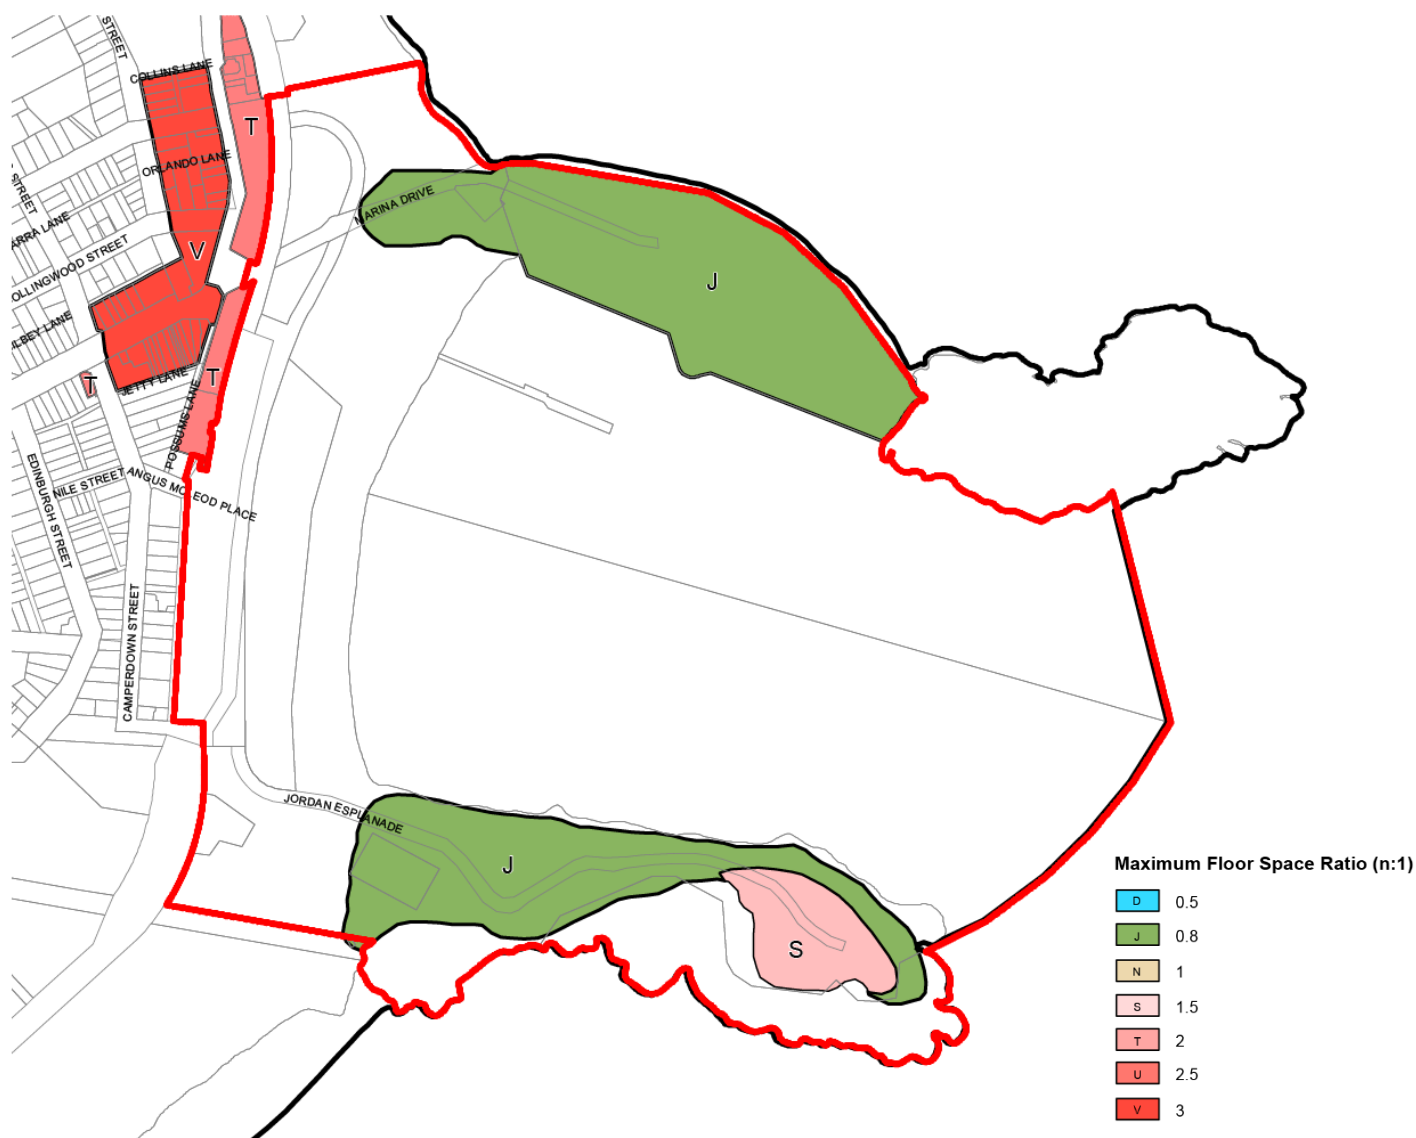 STREET
COLLINS LANE
T
ORLANDO LANE
STREET
MARINA DRIVE
ARRA LANE
V
OLLINGWOOD STREET
J
ILBEY LANE
T
T
JETTY LANE
POSSUMS LANE
EDINBURGH STREET
NILE STREET
ANGUS MCLEOD PLACE
CAMPERDOWN STREET
JORDAN ESPLANADE
J
S
Maximum Floor Space Ratio (n:1)
D 0.5
J 0.8
N 1
S 1.5
T 2
U 2.5
V 3